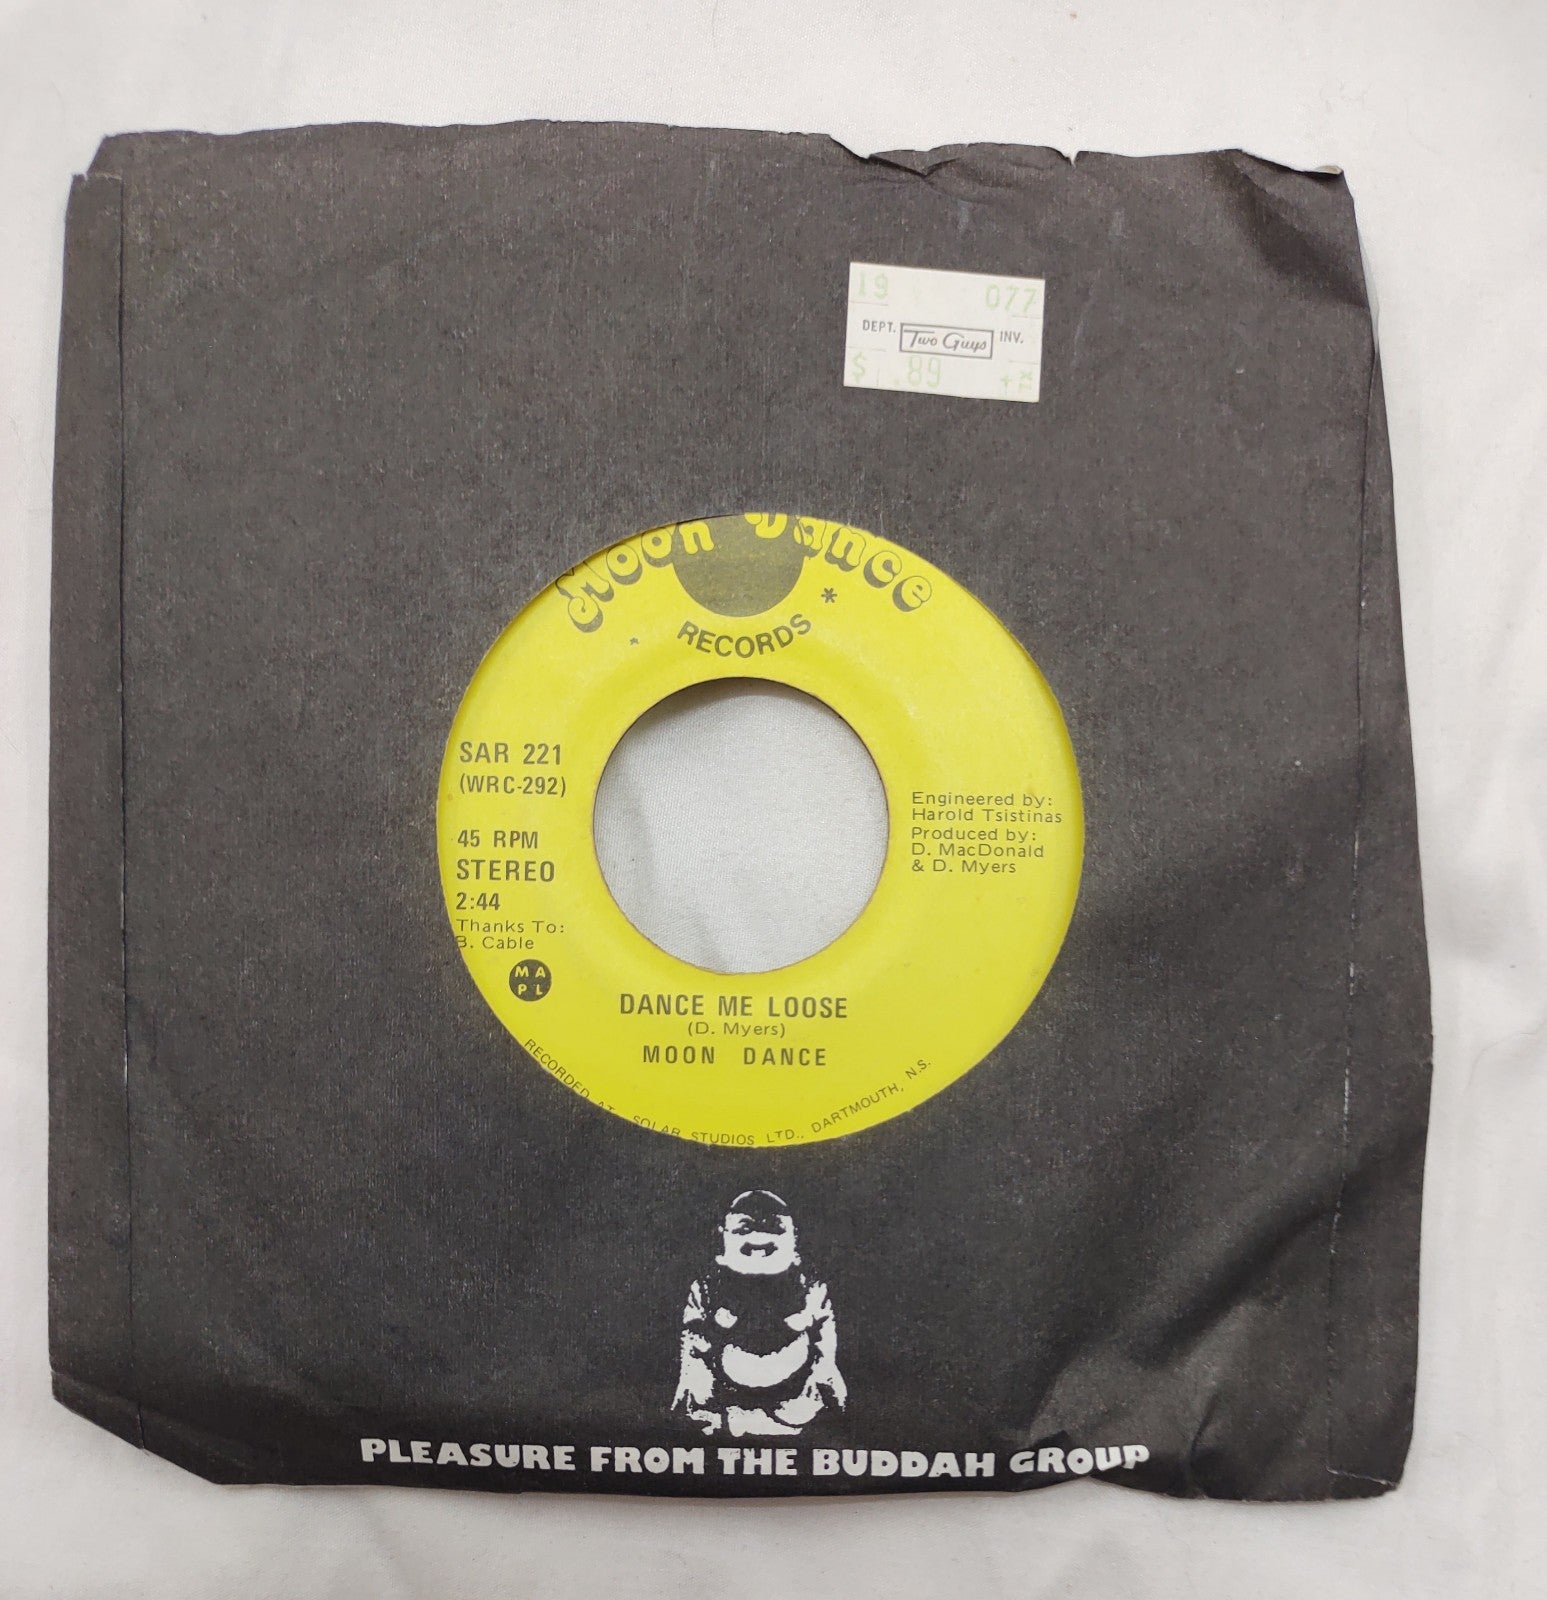 19 077
DEPT. Two Guys INV.
$ .89
Moon Dance
RECORDS
SAR 221
(WRC-292)
45 RPM
STEREO
2:44
Thanks To:
B. Cable
MA
PL
Engineered by:
Harold Tsistinas
Produced by:
D. MacDonald
& D. Myers
DANCE ME LOOSE
(D. Myers)
MOON DANCE
RECORDED AT SOLAR STUDIOS LTD., DARTMOUTH, N.S.
PLEASURE FROM THE BUDDAH GROUP